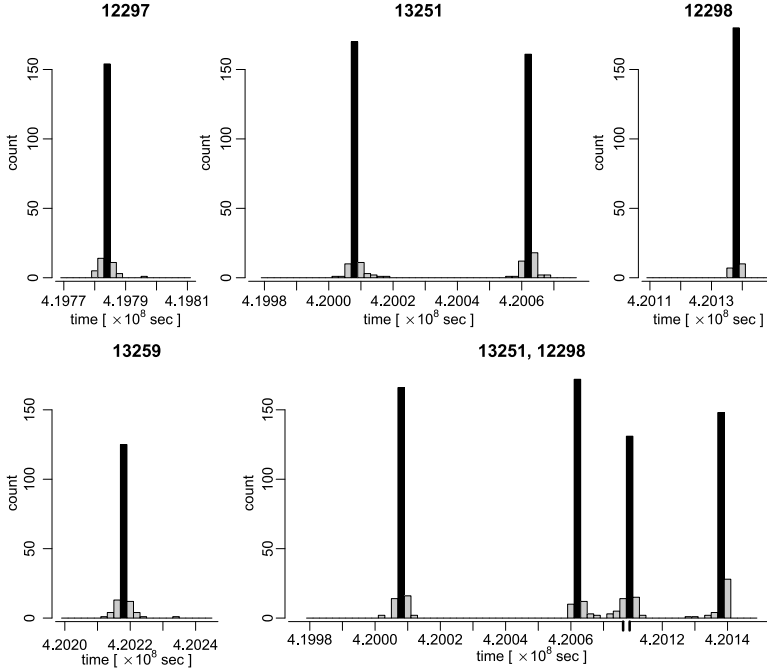 12297
13251
12298
count
0 50 100 150
4.1977 4.1979 4.1981
time [ ×10⁸ sec ]
count
0 50 100 150
4.1998 4.2000 4.2002 4.2004 4.2006
time [ ×10⁸ sec ]
count
0 50 100 150
4.2011 4.2013
time [ ×10⁸ sec ]
13259
13251, 12298
count
0 50 100 150
4.2020 4.2022 4.2024
time [ ×10⁸ sec ]
count
0 50 100 150
4.1998 4.2000 4.2002 4.2004 4.2006 4.2012 4.2014
time [ ×10⁸ sec ]